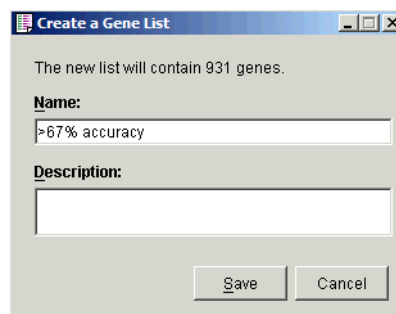 Create a Gene List
The new list will contain 931 genes.
Name:
>67% accuracy
Description:
Save Cancel